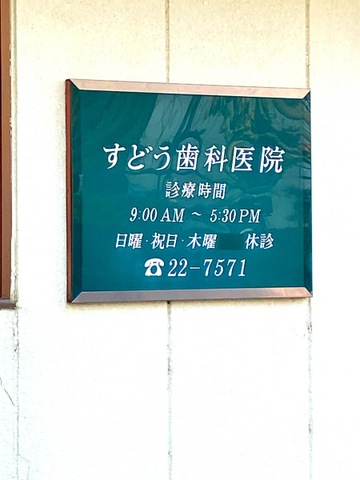 すどう歯科医院
診療時間
9:00 AM 〜 5:30 PM
日曜・祝日・木曜　休診
☎22-7571